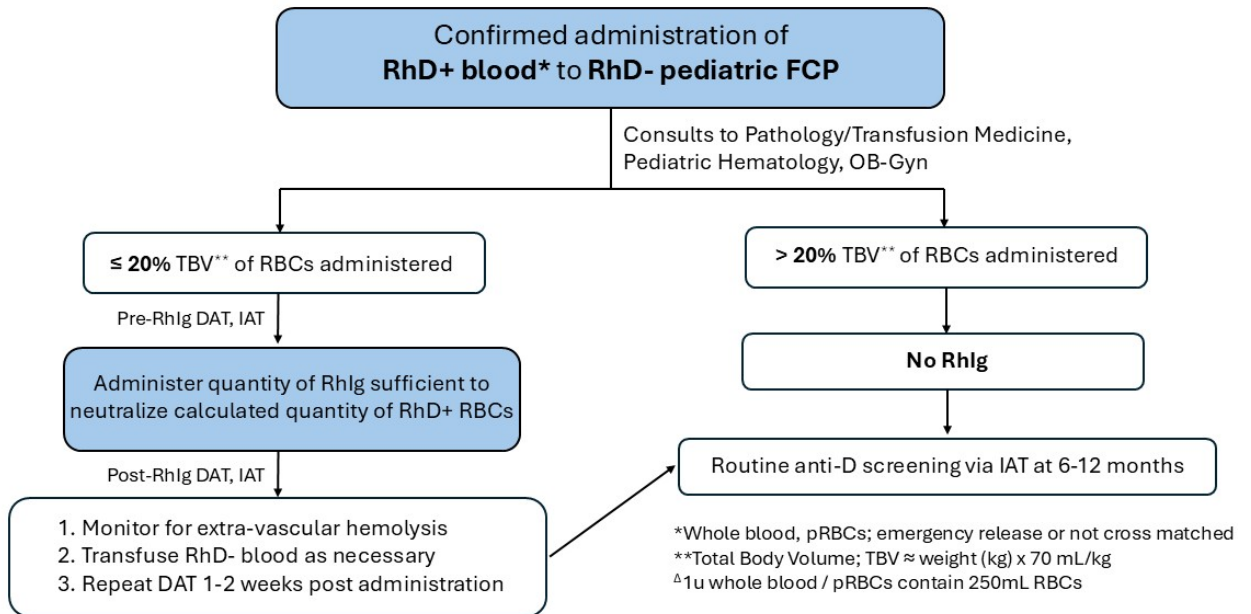 Confirmed administration of
RhD+ blood* to RhD- pediatric FCP
Consults to Pathology/Transfusion Medicine,
Pediatric Hematology, OB-Gyn
≤ 20% TBV** of RBCs administered
Pre-RhIg DAT, IAT
Administer quantity of RhIg sufficient to
neutralize calculated quantity of RhD+ RBCs
Post-RhIg DAT, IAT
1. Monitor for extra-vascular hemolysis
2. Transfuse RhD- blood as necessary
3. Repeat DAT 1-2 weeks post administration
> 20% TBV** of RBCs administered
No RhIg
Routine anti-D screening via IAT at 6-12 months
*Whole blood, pRBCs; emergency release or not cross matched
**Total Body Volume; TBV ≈ weight (kg) x 70 mL/kg
Δ1u whole blood / pRBCs contain 250mL RBCs